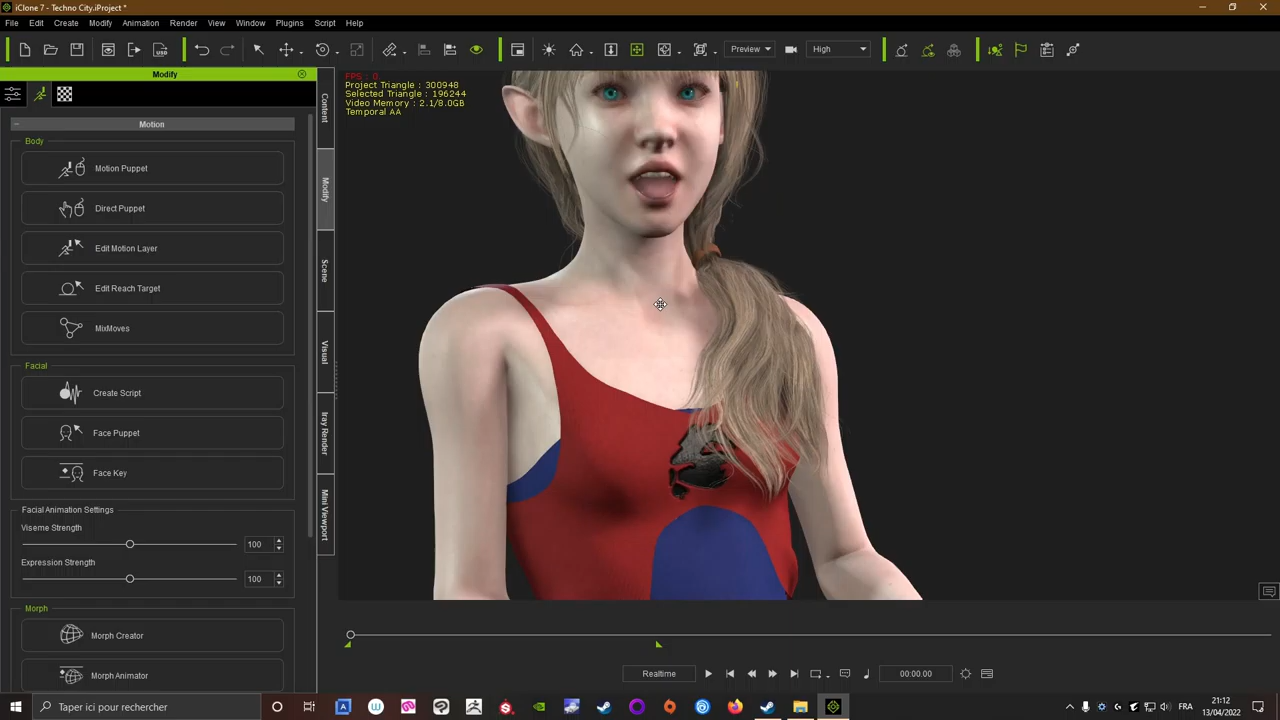 iClone 7 - Techno City.iProject *
File Edit Create Modify Animation Render View Window Plugins Script Help
Preview High
Modify
FPS : 0
Project Triangle : 300948
Selected Triangle : 196244
Video Memory : 2.1/8.0GB
Temporal AA
Motion
Body
Motion Puppet
Direct Puppet
Edit Motion Layer
Edit Reach Target
MixMoves
Facial
Create Script
Face Puppet
Face Key
Facial Animation Settings
Viseme Strength
100
Expression Strength
100
Morph
Morph Creator
Morph Animator
Content
Modify
Scene
Visual
Iray Render
Mini Viewport
Realtime 00:00.00
Taper ici pour rechercher
FRA
21:12
13/04/2022